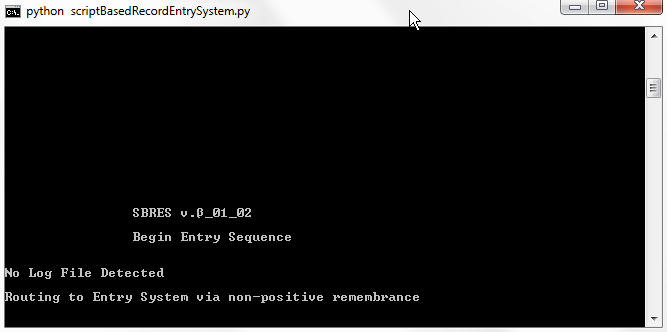 python  scriptBasedRecordEntrySystem.py
SBRES v.β_01_02
Begin Entry Sequence
No Log File Detected
Routing to Entry System via non-positive remembrance